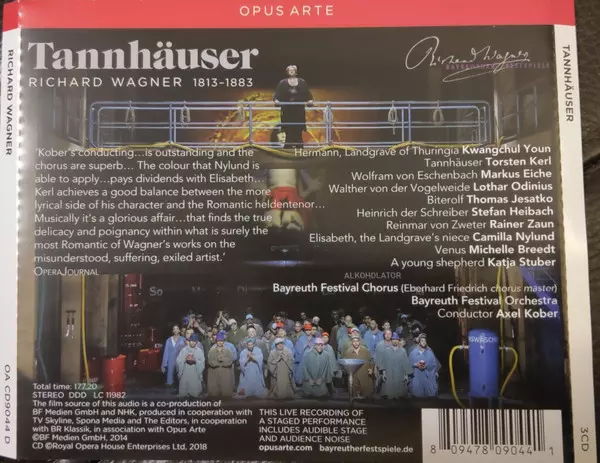 OPUS ARTE
RICHARD WAGNER
OA CD9044 D
TANNHÄUSER
3CD
Tannhäuser
RICHARD WAGNER 1813–1883
Richard Wagner
BAYREUTHER FESTSPIELE
'Kober's conducting…is outstanding and the
chorus are superb… The colour that Nylund is
able to apply…pays dividends with Elisabeth…
Kerl achieves a good balance between the more
lyrical side of his character and the Romantic heldentenor…
Musically it's a glorious affair…that finds the true
delicacy and poignancy within what is surely the
most Romantic of Wagner's works on the
misunderstood, suffering, exiled artist.'
OPERAJOURNAL
Hermann, Landgrave of Thuringia Kwangchul Youn
Tannhäuser Torsten Kerl
Wolfram von Eschenbach Markus Eiche
Walther von der Vogelweide Lothar Odinius
Biterolf Thomas Jesatko
Heinrich der Schreiber Stefan Heibach
Reinmar von Zweter Rainer Zaun
Elisabeth, the Landgrave's niece Camilla Nylund
Venus Michelle Breedt
A young shepherd Katja Stuber
ALKOHOLATOR
Bayreuth Festival Chorus (Eberhard Friedrich chorus master)
Bayreuth Festival Orchestra
Conductor Axel Kober
Total time: 177.20
STEREO DDD LC 11982
The film source of this audio is a co-production of
BF Medien GmbH and NHK, produced in cooperation with
TV Skyline, Spona Media and The Editors, in cooperation
with BR Klassik, in association with Opus Arte
©BF Medien GmbH, 2014
CD ©Royal Opera House Enterprises Ltd, 2018
THIS LIVE RECORDING OF
A STAGED PERFORMANCE
INCLUDES AUDIBLE STAGE
AND AUDIENCE NOISE
opusarte.com bayreutherfestspiele.de
8 09478 09044 1